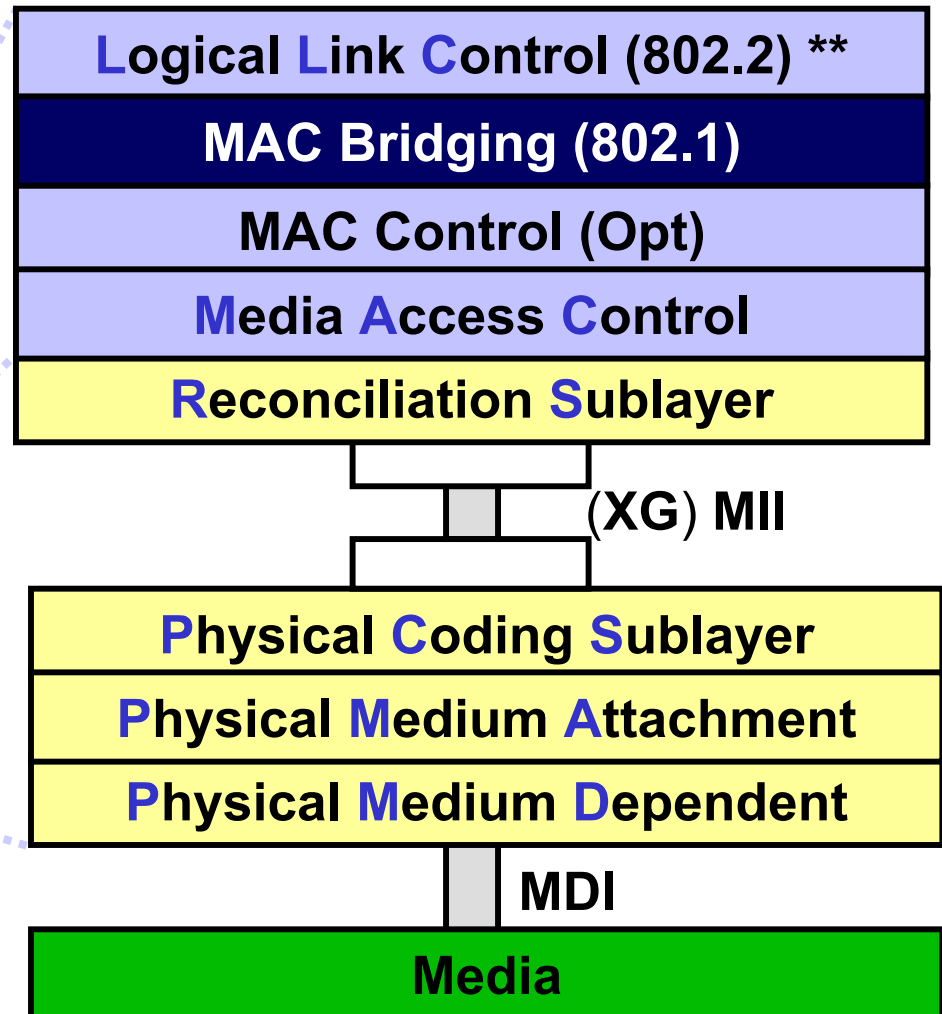 Logical Link Control (802.2) **
MAC Bridging (802.1)
MAC Control (Opt)
Media Access Control
Reconciliation Sublayer
(XG) MII
Physical Coding Sublayer
Physical Medium Attachment
Physical Medium Dependent
MDI
Media